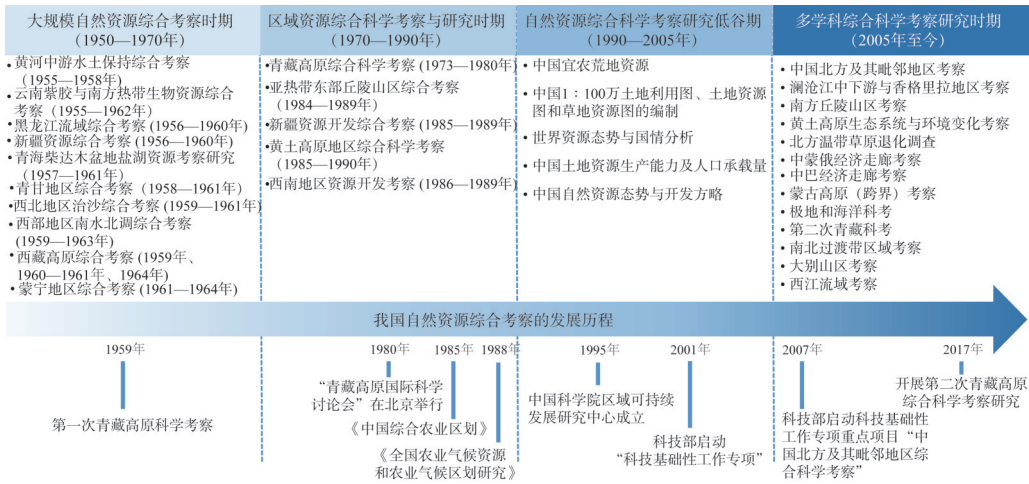 大规模自然资源综合考察时期
（1950—1970年）
•黄河中游水土保持综合考察
（1955—1958年）
•云南紫胶与南方热带生物资源综合
考察（1955—1962年）
•黑龙江流域综合考察（1956—1960年）
•新疆资源综合考察（1956—1960年）
•青海柴达木盆地盐湖资源考察研究
（1957—1961年）
•青甘地区综合考察（1958—1961年）
•西北地区治沙综合考察（1959—1961年）
•西部地区南水北调综合考察
(1959—1963年）
•西藏高原综合考察 (1959年、
1960—1961年、1964年）
•蒙宁地区综合考察 (1961—1964年）
区域资源综合科学考察与研究时期
（1970—1990年）
•青藏高原综合科学考察（1973—1980年）
•亚热带东部丘陵山区综合考察
（1984—1989年）
•新疆资源开发综合考察（1985—1989年）
•黄土高原地区综合科学考察
（1985—1990年）
•西南地区资源开发考察（1986—1989年）
自然资源综合科学考察研究低谷期
（1990—2005年）
• 中国宜农荒地资源
• 中国1∶100万土地利用图、土地资源
图和草地资源图的编制
• 世界资源态势与国情分析
• 中国土地资源生产能力及人口承载量
• 中国自然资源态势与开发方略
多学科综合科学考察研究时期
（2005年至今）
• 中国北方及其毗邻地区考察
• 澜沧江中下游与香格里拉地区考察
• 南方丘陵山区考察
• 黄土高原生态系统与环境变化考察
• 北方温带草原退化调查
• 中蒙俄经济走廊考察
• 中巴经济走廊考察
• 蒙古高原（跨界）考察
• 极地和海洋科考
• 第二次青藏科考
• 南北过渡带区域考察
• 大别山区考察
• 西江流域考察
我国自然资源综合考察的发展历程
1959年
第一次青藏高原科学考察
1980年
“青藏高原国际科学
讨论会”在北京举行
1985年
《中国综合农业区划》
1988年
《全国农业气候资源
和农业气候区划研究》
1995年
中国科学院区域可持续
发展研究中心成立
2001年
科技部启动
“科技基础性工作专项”
2007年
科技部启动科技基础性
工作专项重点项目“中
国北方及其毗邻地区综
合科学考察”
2017年
开展第二次青藏高原
综合科学考察研究